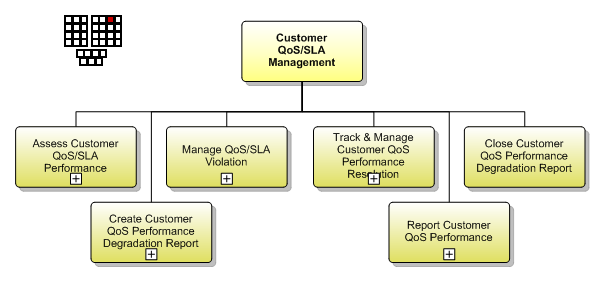 Customer
QoS/SLA
Management
Assess Customer
QoS/SLA
Performance
Manage QoS/SLA
Violation
Track & Manage
Customer QoS
Performance
Resolution
Close Customer
QoS Performance
Degradation Report
Create Customer
QoS Performance
Degradation Report
Report Customer
QoS Performance